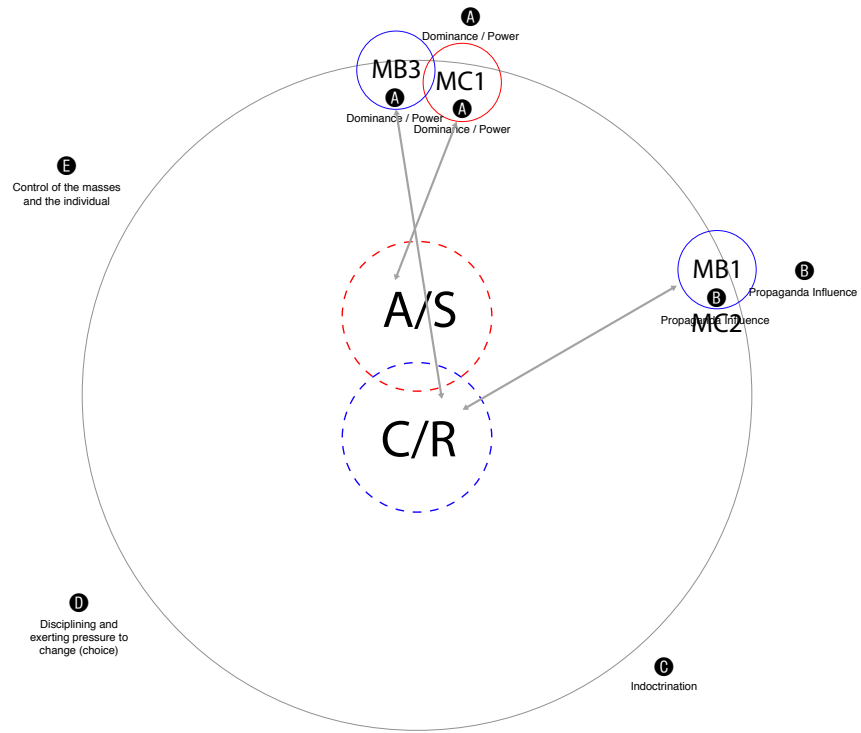 A
Dominance / Power
MB3
A
Dominance / Power
MC1
A
Dominance / Power
E
Control of the masses
and the individual
MB1
B
Propaganda Influence
MC2
B
Propaganda Influence
A/S
C/R
D
Disciplining and
exerting pressure to
change (choice)
C
Indoctrination